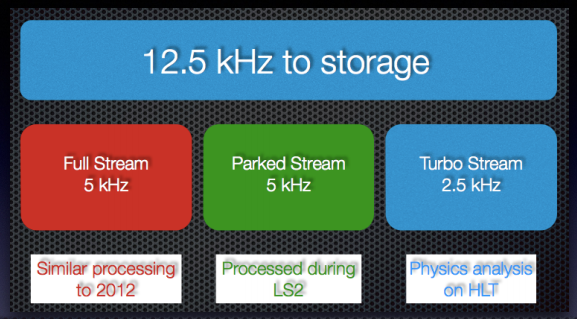 12.5 kHz to storage
Full Stream
5 kHz
Parked Stream
5 kHz
Turbo Stream
2.5 kHz
Similar processing
to 2012
Processed during
LS2
Physics analysis
on HLT